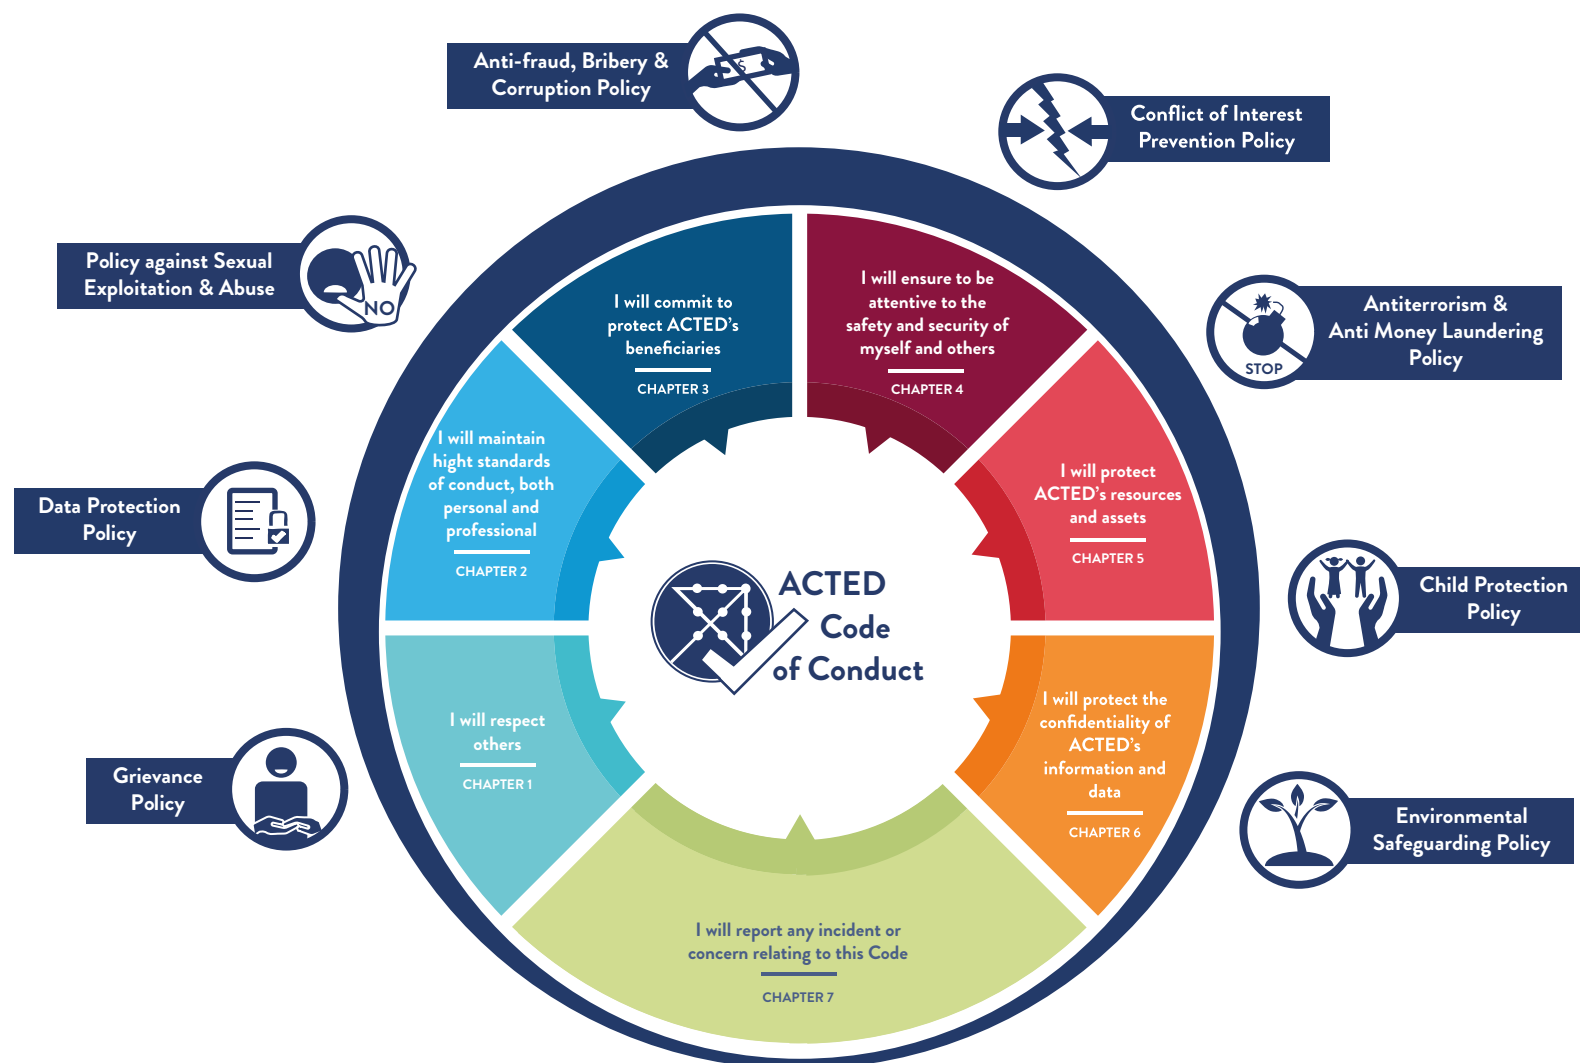 Anti-fraud, Bribery &
Corruption Policy
$
Conflict of Interest
Prevention Policy
Policy against Sexual
Exploitation & Abuse
NO
Antiterrorism &
Anti Money Laundering
Policy
STOP
Data Protection
Policy
Child Protection
Policy
Grievance
Policy
Environmental
Safeguarding Policy
ACTED
Code
of Conduct
I will respect
others
CHAPTER 1
I will maintain
hight standards
of conduct, both
personal and
professional
CHAPTER 2
I will commit to
protect ACTED's
beneficiaries
CHAPTER 3
I will ensure to be
attentive to the
safety and security of
myself and others
CHAPTER 4
I will protect
ACTED's resources
and assets
CHAPTER 5
I will protect the
confidentiality of
ACTED's
information and
data
CHAPTER 6
I will report any incident or
concern relating to this Code
CHAPTER 7